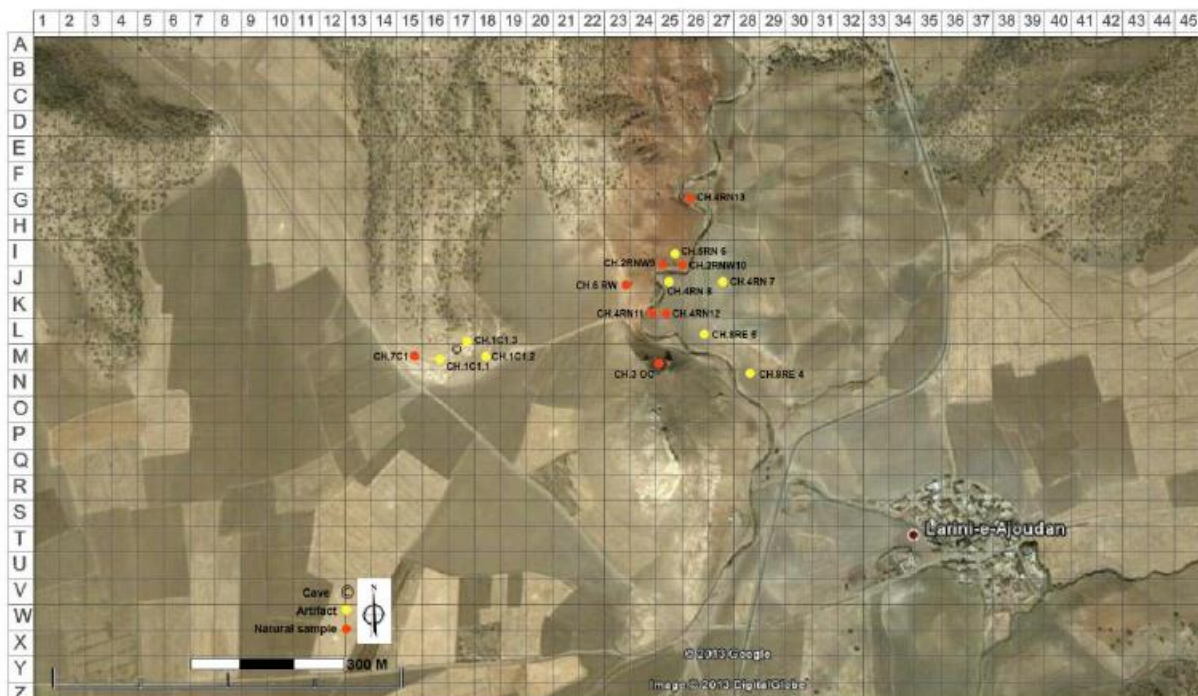 1 2 3 4 5 6 7 8 9 10 11 12 13 14 15 16 17 18 19 20 21 22 23 24 25 26 27 28 29 30 31 32 33 34 35 36 37 38 39 40 41 42 43 44 45
A
B
C
D
E
F
G
CH.4RN13
H
I
CH.5RN 6
CH.2RNW9 CH.2RNW10
J
CH.6 RW CH.4RN 8 CH.4RN 7
K
CH.4RN11 CH.4RN12
L
CH.1C1.3 CH.8RE 5
M
CH.7C1 CH.1C1.1 CH.1C1.2
N
CH.3 OC CH.8RE 4
O
P
Q
R
S
T
Larini-e-Ajoudan
U
V
Cave C
W
Artifact
N
X
Natural sample
Y
300 M
© 2013 Google
Z
Image © 2013 DigitalGlobe